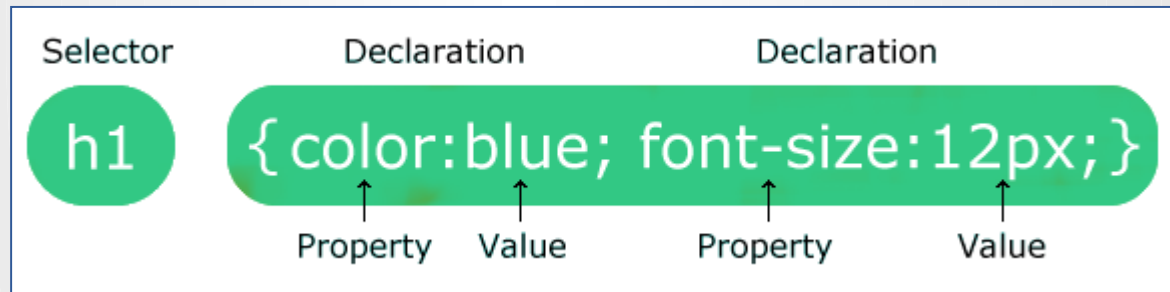 Selector Declaration Declaration
h1 {color:blue; font-size:12px;}
Property Value Property Value